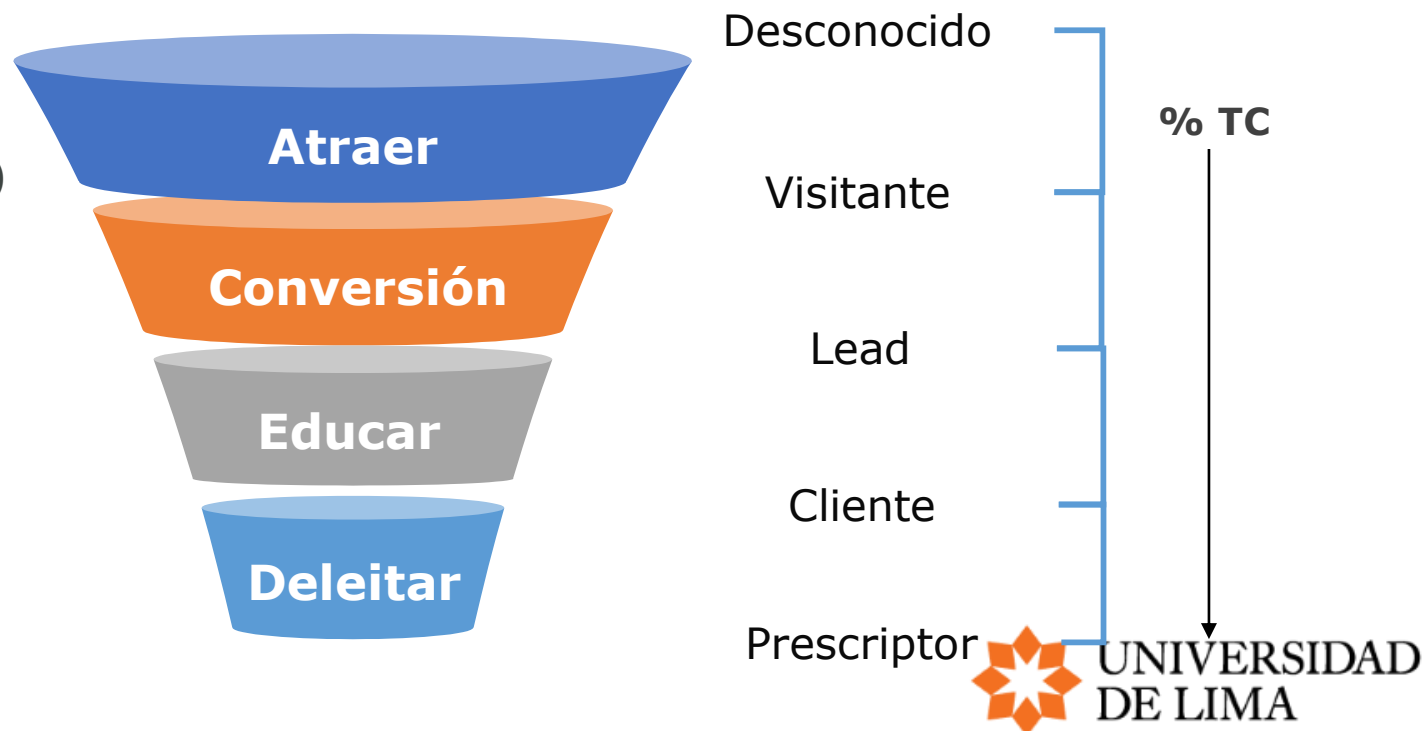 Desconocido
% TC
Atraer
)
Visitante
Conversión
Lead
Educar
Cliente
Deleitar
Prescriptor
UNIVERSIDAD
DE LIMA